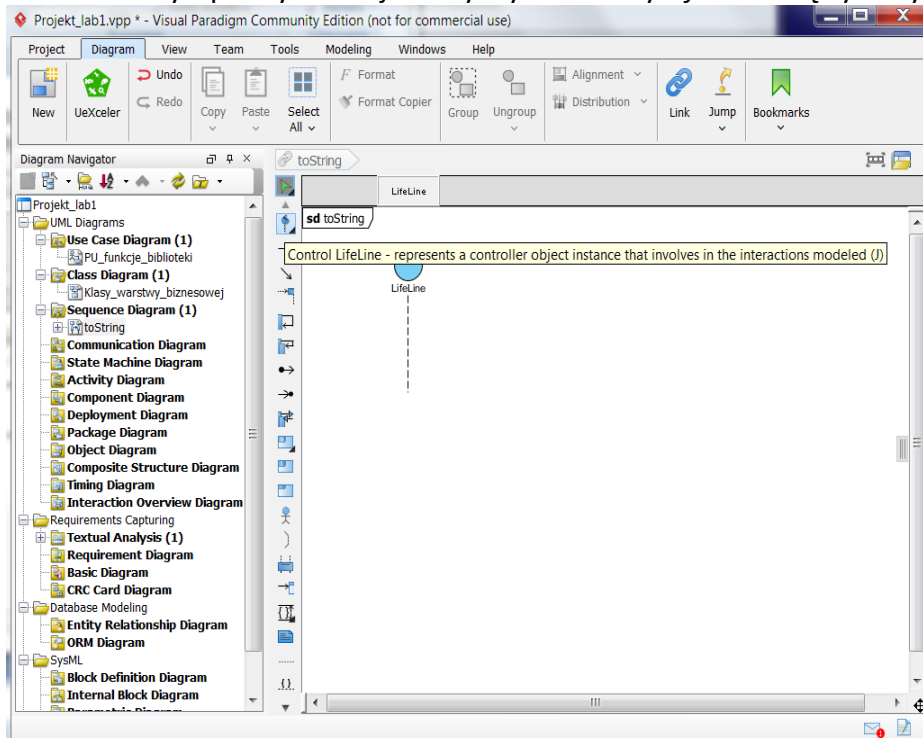 Projekt_lab1.vpp * - Visual Paradigm Community Edition (not for commercial use)
Project Diagram View Team Tools Modeling Windows Help
New
UeXceler
Undo
Redo
Copy
Paste
Select
All
Format
Format Copier
Group
Ungroup
Alignment
Distribution
Link
Jump
Bookmarks
Diagram Navigator
toString
Projekt_lab1
UML Diagrams
Use Case Diagram (1)
PU_funkcje_biblioteki
Class Diagram (1)
Klasy_warstwy_biznesowej
Sequence Diagram (1)
toString
Communication Diagram
State Machine Diagram
Activity Diagram
Component Diagram
Deployment Diagram
Package Diagram
Object Diagram
Composite Structure Diagram
Timing Diagram
Interaction Overview Diagram
Requirements Capturing
Textual Analysis (1)
Requirement Diagram
Basic Diagram
CRC Card Diagram
Database Modeling
Entity Relationship Diagram
ORM Diagram
SysML
Block Definition Diagram
Internal Block Diagram
LifeLine
sd toString
Control LifeLine - represents a controller object instance that involves in the interactions modeled (J)
LifeLine